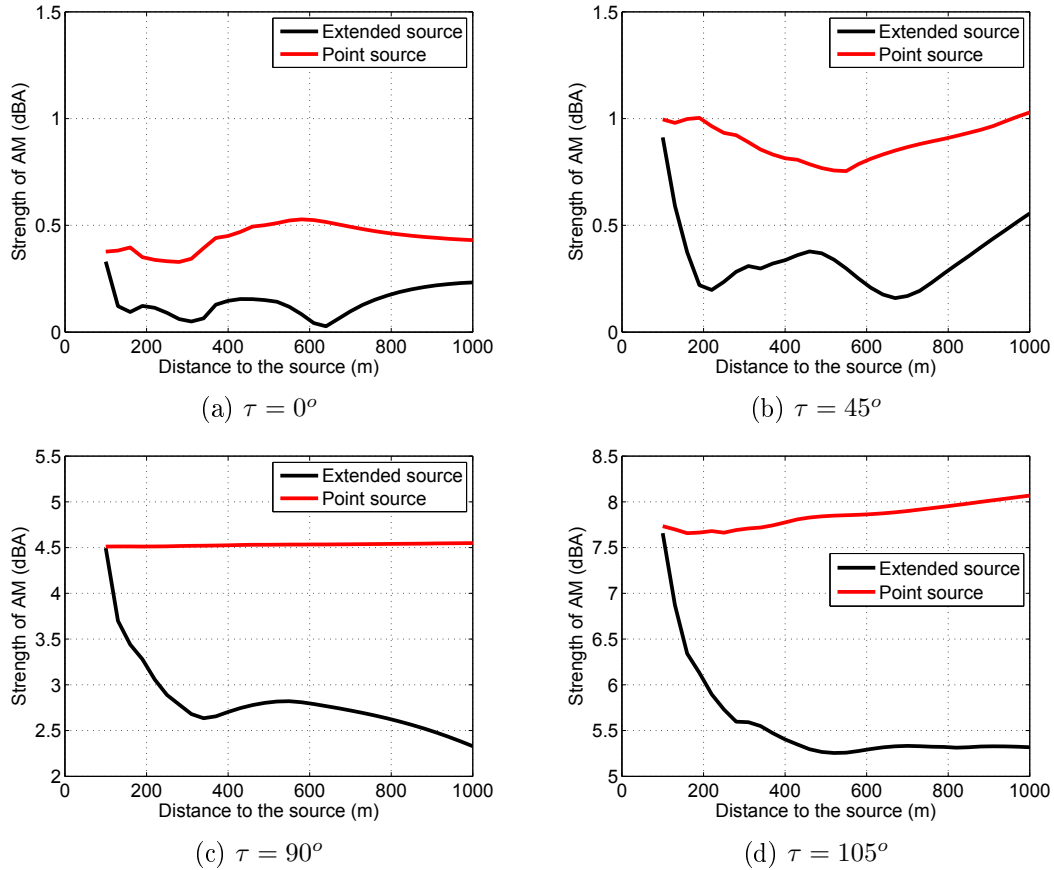 1.5
1
0.5
0
Strength of AM (dBA)
Extended source
Point source
0 200 400 600 800 1000
Distance to the source (m)
(a) τ = 0°
1.5
1
0.5
0
Strength of AM (dBA)
Extended source
Point source
0 200 400 600 800 1000
Distance to the source (m)
(b) τ = 45°
5.5
5
4.5
4
3.5
3
2.5
2
Strength of AM (dBA)
Extended source
Point source
0 200 400 600 800 1000
Distance to the source (m)
(c) τ = 90°
8.5
8
7.5
7
6.5
6
5.5
5
Strength of AM (dBA)
Extended source
Point source
0 200 400 600 800 1000
Distance to the source (m)
(d) τ = 105°